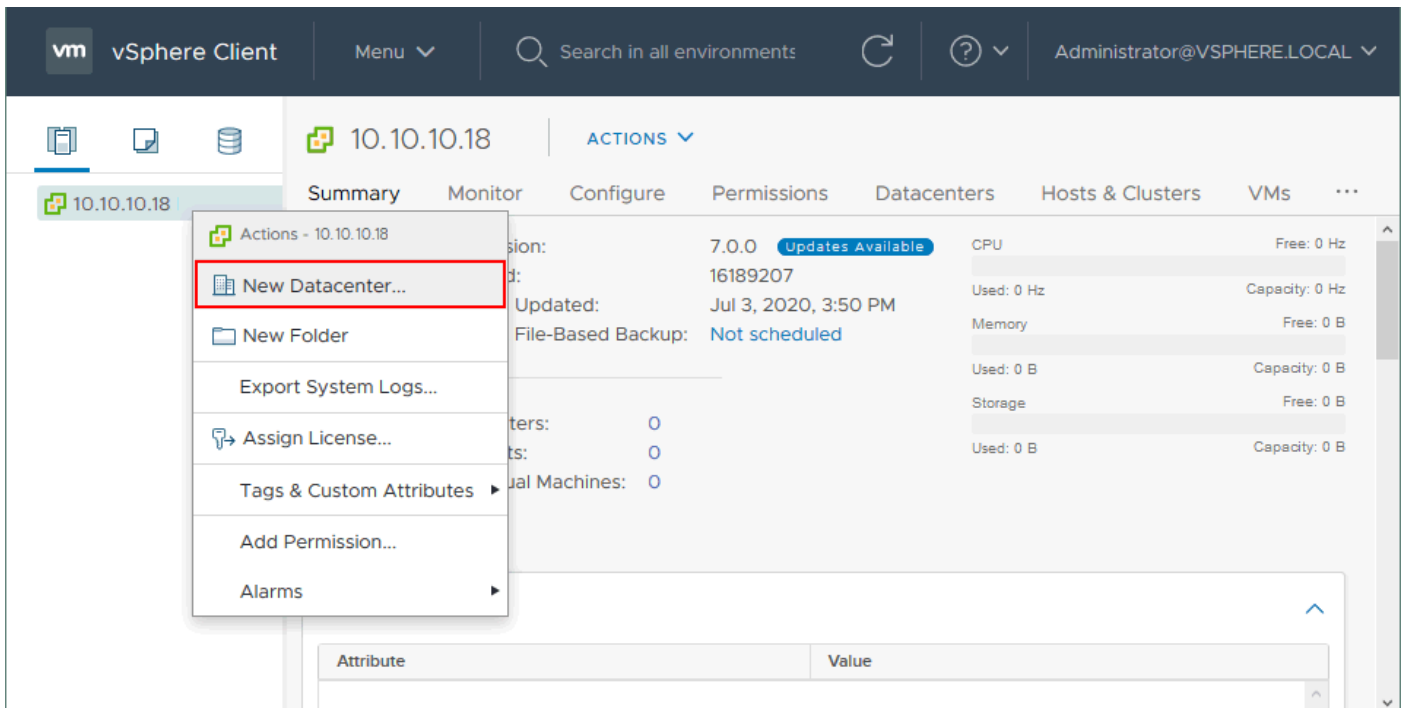 vm vSphere Client Menu Search in all environments Administrator@VSPHERE.LOCAL
10.10.10.18 ACTIONS
10.10.10.18
Summary Monitor Configure Permissions Datacenters Hosts & Clusters VMs ...
Actions - 10.10.10.18
New Datacenter...
New Folder
Export System Logs...
Assign License...
Tags & Custom Attributes
Add Permission...
Alarms
sion: 7.0.0 Updates Available
d: 16189207
Updated: Jul 3, 2020, 3:50 PM
File-Based Backup: Not scheduled
ters: 0
ts: 0
ual Machines: 0
CPU Free: 0 Hz
Used: 0 Hz Capacity: 0 Hz
Memory Free: 0 B
Used: 0 B Capacity: 0 B
Storage Free: 0 B
Used: 0 B Capacity: 0 B
Attribute Value